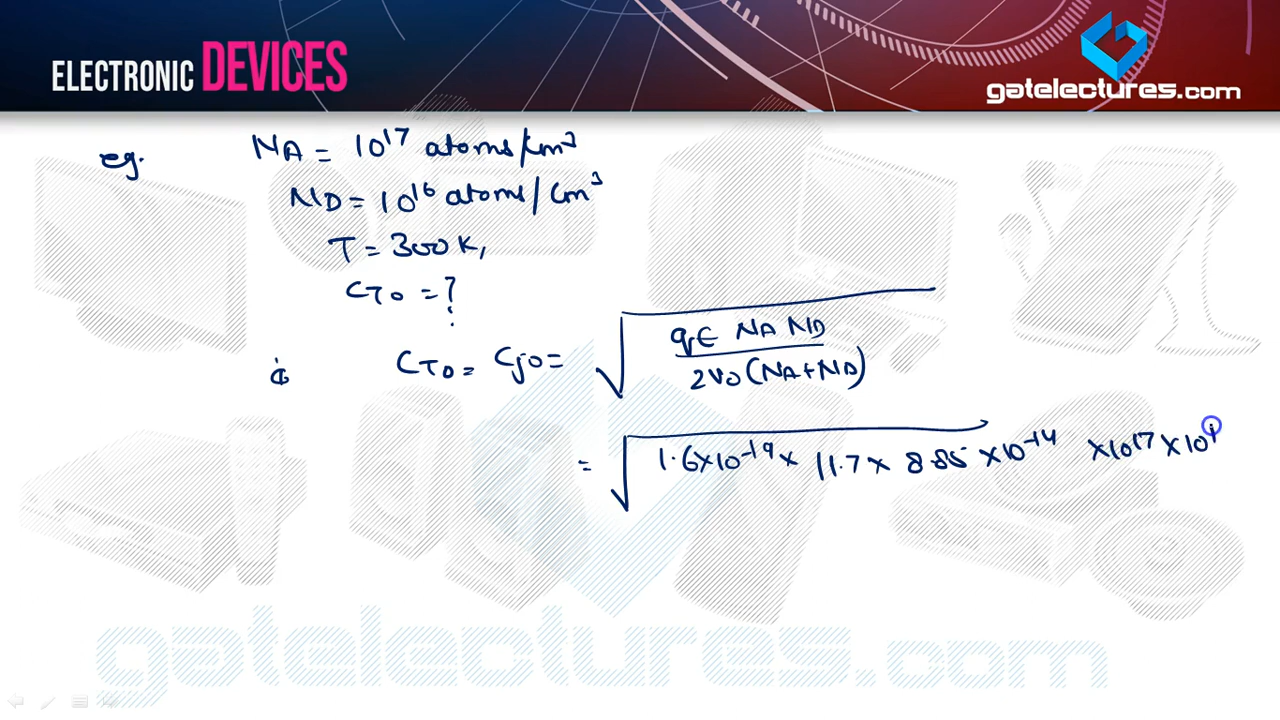 ELECTRONIC DEVICES
gatelectures.com
eg. NA = 10^17 atoms/cm^3
ND = 10^16 atoms/cm^3
T = 300K,
CT0 = ?
CT0 = Cj0 = √(qε NA ND / 2V0(NA+ND))
= √1.6×10^-19 × 11.7 × 8.85 ×10^-14 ×10^17 ×10^1
gatelectures.com